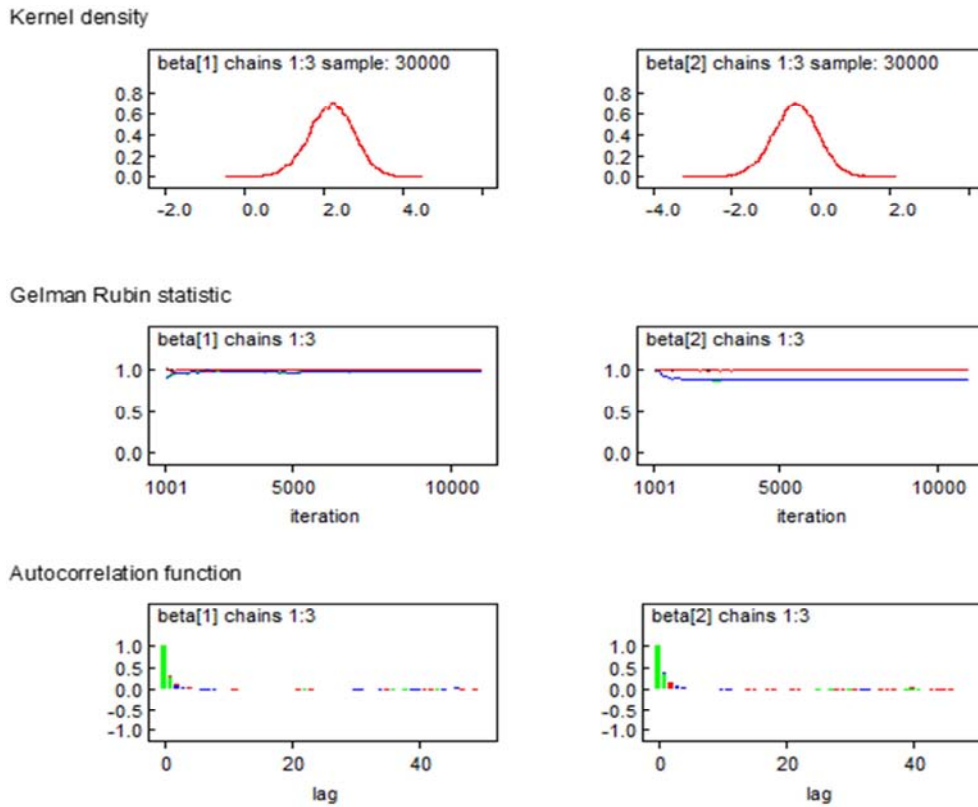 Kernel density
beta[1] chains 1:3 sample: 30000
0.8
0.6
0.4
0.2
0.0
-2.0 0.0 2.0 4.0
beta[2] chains 1:3 sample: 30000
0.8
0.6
0.4
0.2
0.0
-4.0 -2.0 0.0 2.0
Gelman Rubin statistic
beta[1] chains 1:3
1.0
0.5
0.0
1001 5000 10000
iteration
beta[2] chains 1:3
1.0
0.5
0.0
1001 5000 10000
iteration
Autocorrelation function
beta[1] chains 1:3
1.0
0.5
0.0
-0.5
-1.0
0 20 40
lag
beta[2] chains 1:3
1.0
0.5
0.0
-0.5
-1.0
0 20 40
lag